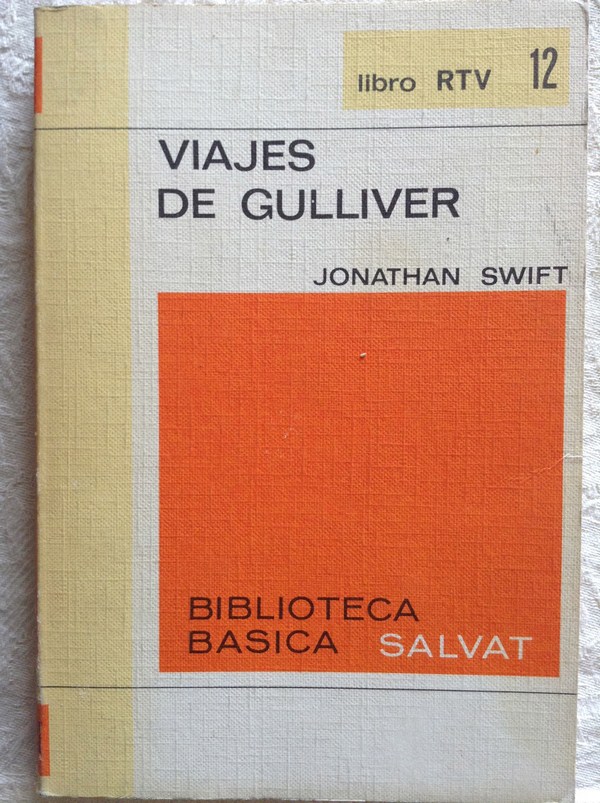 libro RTV 12
VIAJES
DE GULLIVER
JONATHAN SWIFT
BIBLIOTECA
BASICA SALVAT